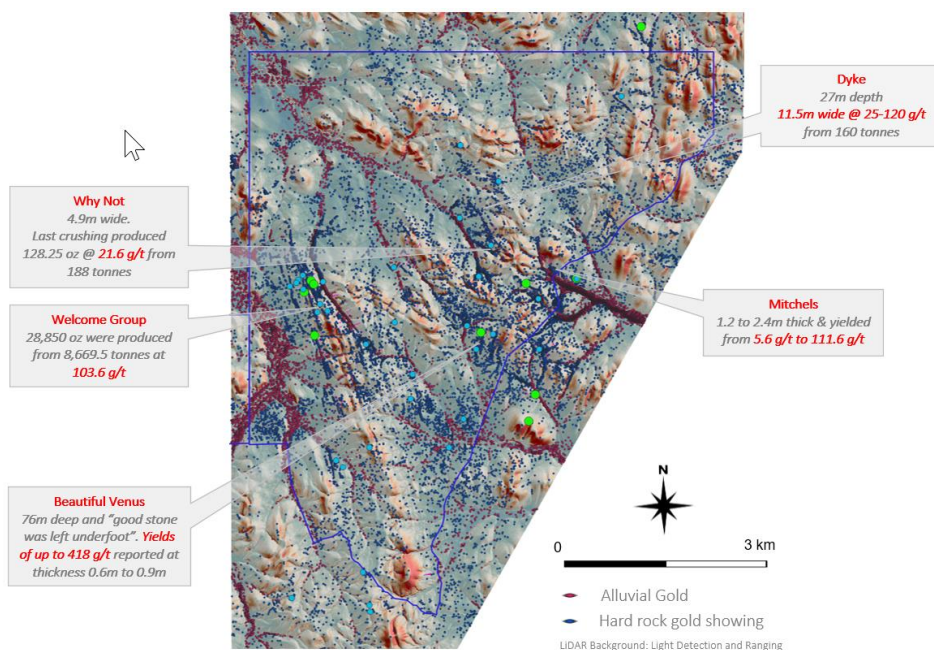 Dyke
27m depth
11.5m wide @ 25-120 g/t
from 160 tonnes
Why Not
4.9m wide.
Last crushing produced
128.25 oz @ 21.6 g/t from
188 tonnes
Welcome Group
28,850 oz were produced
from 8,669.5 tonnes at
103.6 g/t
Mitchels
1.2 to 2.4m thick & yielded
from 5.6 g/t to 111.6 g/t
Beautiful Venus
76m deep and “good stone
was left underfoot”. Yields
of up to 418 g/t reported at
thickness 0.6m to 0.9m
N
0 3 km
Alluvial Gold
Hard rock gold showing
LiDAR Background: Light Detection and Ranging